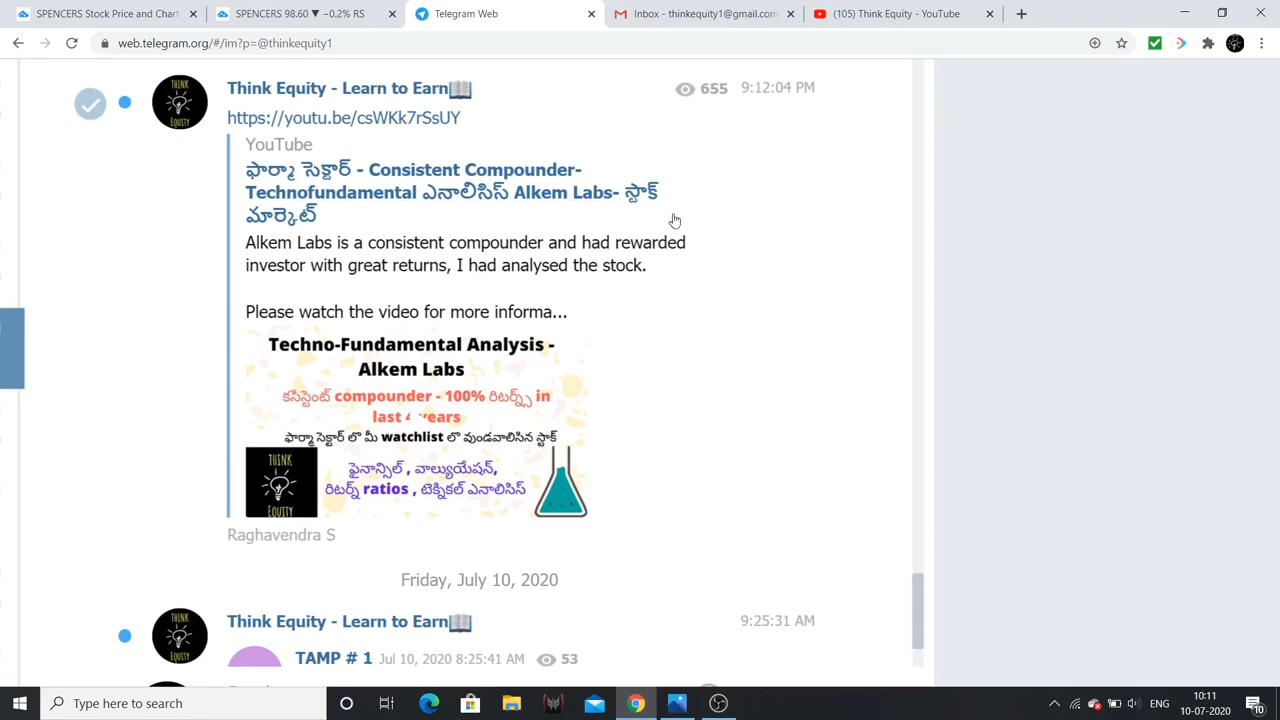 SPENCERS Stock Price and Chart
SPENCERS 98.60 ▼ −0.2% RS
Telegram Web
Inbox - thinkequity6@gmail.com
(105) Think Equity - YouTube
web.telegram.org/#/im?p=@thinkequity1
Think Equity - Learn to Earn📖
655
9:12:04 PM
https://youtu.be/csWKk7rSsUY
YouTube
ఫార్మా సెక్టార్ - Consistent Compounder-
Technofundamental ఎనాలిసిస్ Alkem Labs- స్టాక్
మార్కెట్
Alkem Labs is a consistent compounder and had rewarded
investor with great returns, I had analysed the stock.
Please watch the video for more informa...
Techno-Fundamental Analysis -
Alkem Labs
కసిస్టెంట్ compounder - 100% రిటర్న్స్ in
last 4 years
ఫార్మా సెక్టార్ లొ మీ watchlist లొ వుండవాలిసిన స్టాక్
ఫైనాన్సిల్ , వాల్యుయేషన్,
రిటర్న్ ratios , టెక్నికల్ ఎనాలిసిస్
THINK
EQUITY
Raghavendra S
Friday, July 10, 2020
Think Equity - Learn to Earn📖
9:25:31 AM
TAMP # 1 Jul 10, 2020 8:25:41 AM 53
Type here to search
ENG
10:11
10-07-2020